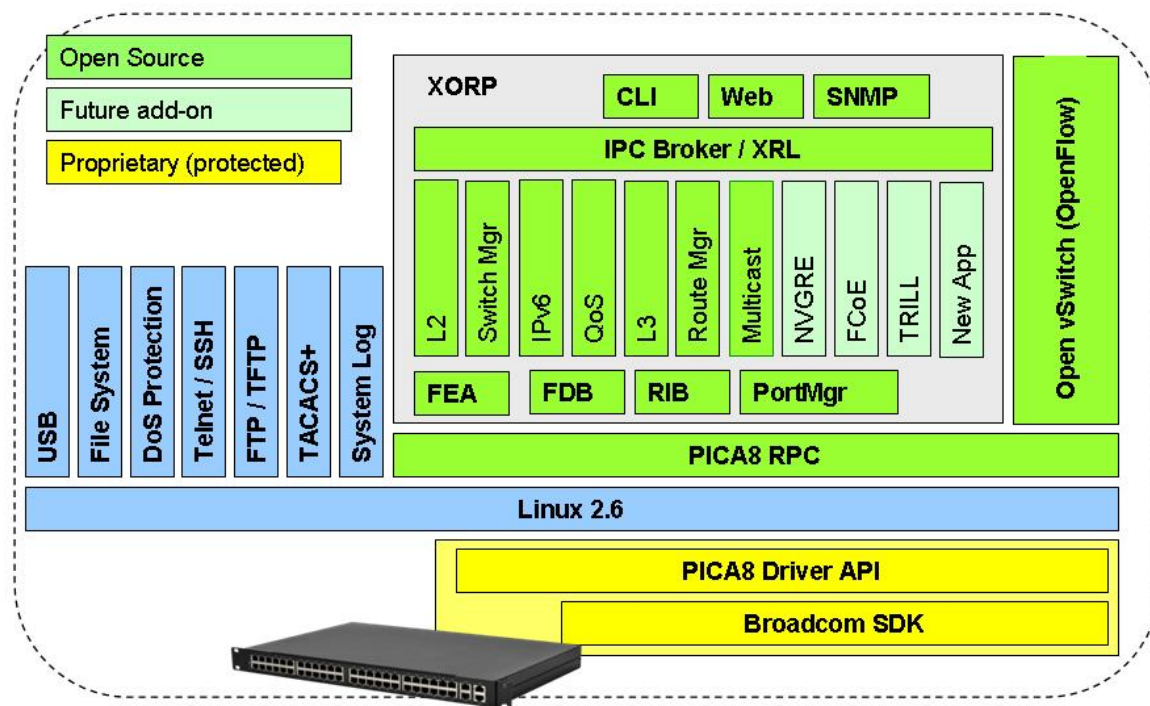 Open Source
Future add-on
Proprietary (protected)
XORP
CLI
Web
SNMP
IPC Broker / XRL
L2
Switch Mgr
IPv6
QoS
L3
Route Mgr
Multicast
NVGRE
FCoE
TRILL
New App
FEA
FDB
RIB
PortMgr
Open vSwitch (OpenFlow)
USB
File System
DoS Protection
Telnet / SSH
FTP / TFTP
TACACS+
System Log
PICA8 RPC
Linux 2.6
PICA8 Driver API
Broadcom SDK